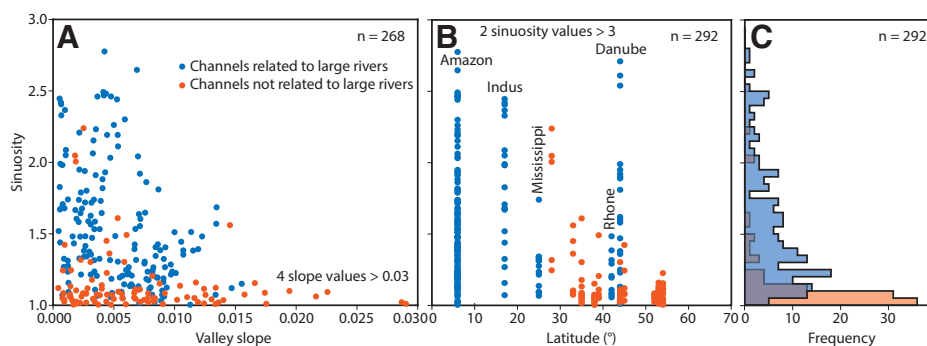 A
n = 268
Channels related to large rivers
Channels not related to large rivers
4 slope values > 0.03
Sinuosity
3.0
2.5
2.0
1.5
1.0
0.000
0.005
0.010
0.015
0.020
0.025
0.030
Valley slope
B
2 sinuosity values > 3
n = 292
Amazon
Indus
Mississippi
Rhone
Danube
0
10
20
30
40
50
60
70
Latitude (°)
C
n = 292
0
10
20
30
Frequency